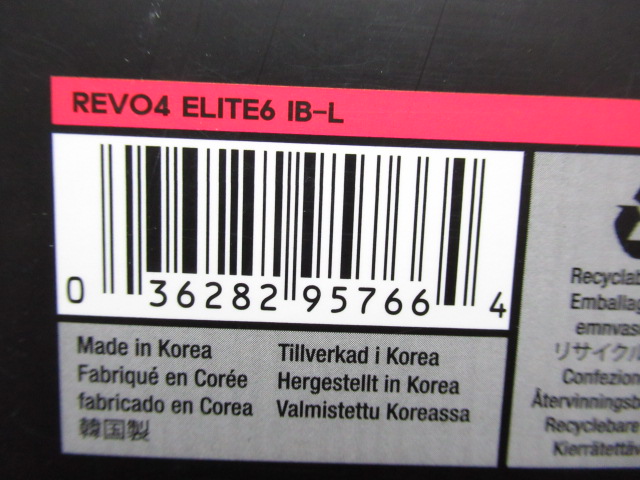 REVO4 ELITE6 IB-L
0 36282 95766 4
Made in Korea
Fabriqué en Corée
fabricado en Corea
韓国製
Tillverkad i Korea
Hergestellt in Korea
Valmistettu Koreassa